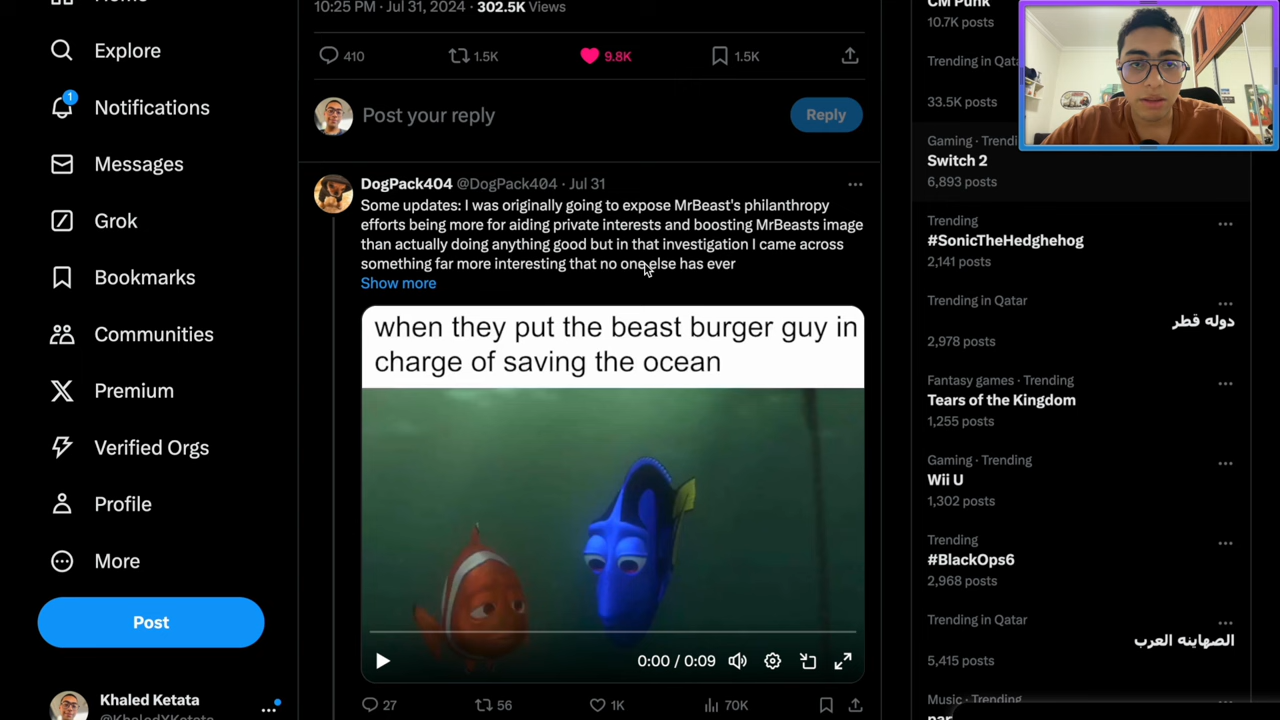 Explore
1
Notifications
Messages
Grok
Bookmarks
Communities
Premium
Verified Orgs
Profile
More
Post
Khaled Ketata
10:25 PM · Jul 31, 2024 · 302.5K Views
410
1.5K
9.8K
1.5K
Post your reply
Reply
DogPack404 @DogPack404 · Jul 31
Some updates: I was originally going to expose MrBeast's philanthropy
efforts being more for aiding private interests and boosting MrBeasts image
than actually doing anything good but in that investigation I came across
something far more interesting that no one else has ever
Show more
when they put the beast burger guy in
charge of saving the ocean
0:00 / 0:09
27
56
1K
70K
CM Punk
10.7K posts
Trending in Qata
33.5K posts
Gaming · Trendi
Switch 2
6,893 posts
Trending
#SonicTheHedghehog
2,141 posts
Trending in Qatar
دوله قطر
2,978 posts
Fantasy games · Trending
Tears of the Kingdom
1,255 posts
Gaming · Trending
Wii U
1,302 posts
Trending
#BlackOps6
2,968 posts
Trending in Qatar
الصهاينه العرب
5,415 posts
Music · Trending